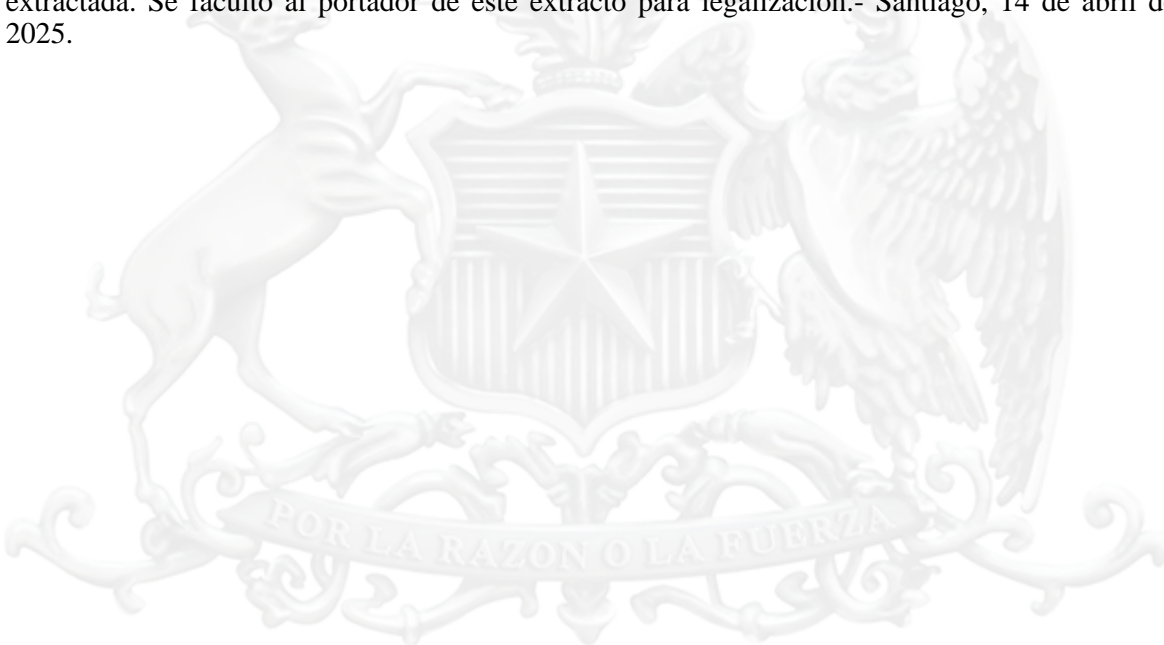 extractada. Se facultó al portador de este extracto para legalización.- Santiago, 14 de abril de
2025.
POR LA RAZON O LA FUERZA